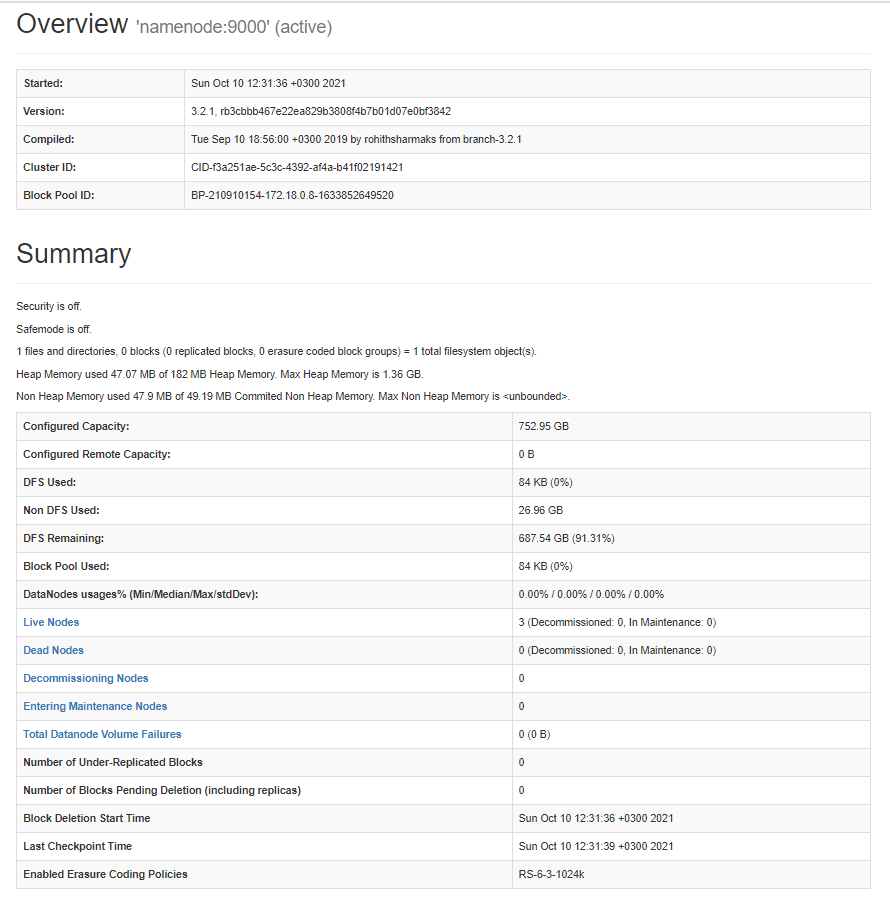 Overview 'namenode:9000' (active)
Started: Sun Oct 10 12:31:36 +0300 2021
Version: 3.2.1, rb3cbbb467e22ea829b3808f4b7b01d07e0bf3842
Compiled: Tue Sep 10 18:56:00 +0300 2019 by rohithsharmaks from branch-3.2.1
Cluster ID: CID-f3a251ae-5c3c-4392-af4a-b41f02191421
Block Pool ID: BP-210910154-172.18.0.8-1633852649520
Summary
Security is off.
Safemode is off.
1 files and directories, 0 blocks (0 replicated blocks, 0 erasure coded block groups) = 1 total filesystem object(s).
Heap Memory used 47.07 MB of 182 MB Heap Memory. Max Heap Memory is 1.36 GB.
Non Heap Memory used 47.9 MB of 49.19 MB Commited Non Heap Memory. Max Non Heap Memory is <unbounded>.
Configured Capacity: 752.95 GB
Configured Remote Capacity: 0 B
DFS Used: 84 KB (0%)
Non DFS Used: 26.96 GB
DFS Remaining: 687.54 GB (91.31%)
Block Pool Used: 84 KB (0%)
DataNodes usages% (Min/Median/Max/stdDev): 0.00% / 0.00% / 0.00% / 0.00%
Live Nodes 3 (Decommissioned: 0, In Maintenance: 0)
Dead Nodes 0 (Decommissioned: 0, In Maintenance: 0)
Decommissioning Nodes 0
Entering Maintenance Nodes 0
Total Datanode Volume Failures 0 (0 B)
Number of Under-Replicated Blocks 0
Number of Blocks Pending Deletion (including replicas) 0
Block Deletion Start Time Sun Oct 10 12:31:36 +0300 2021
Last Checkpoint Time Sun Oct 10 12:31:39 +0300 2021
Enabled Erasure Coding Policies RS-6-3-1024k